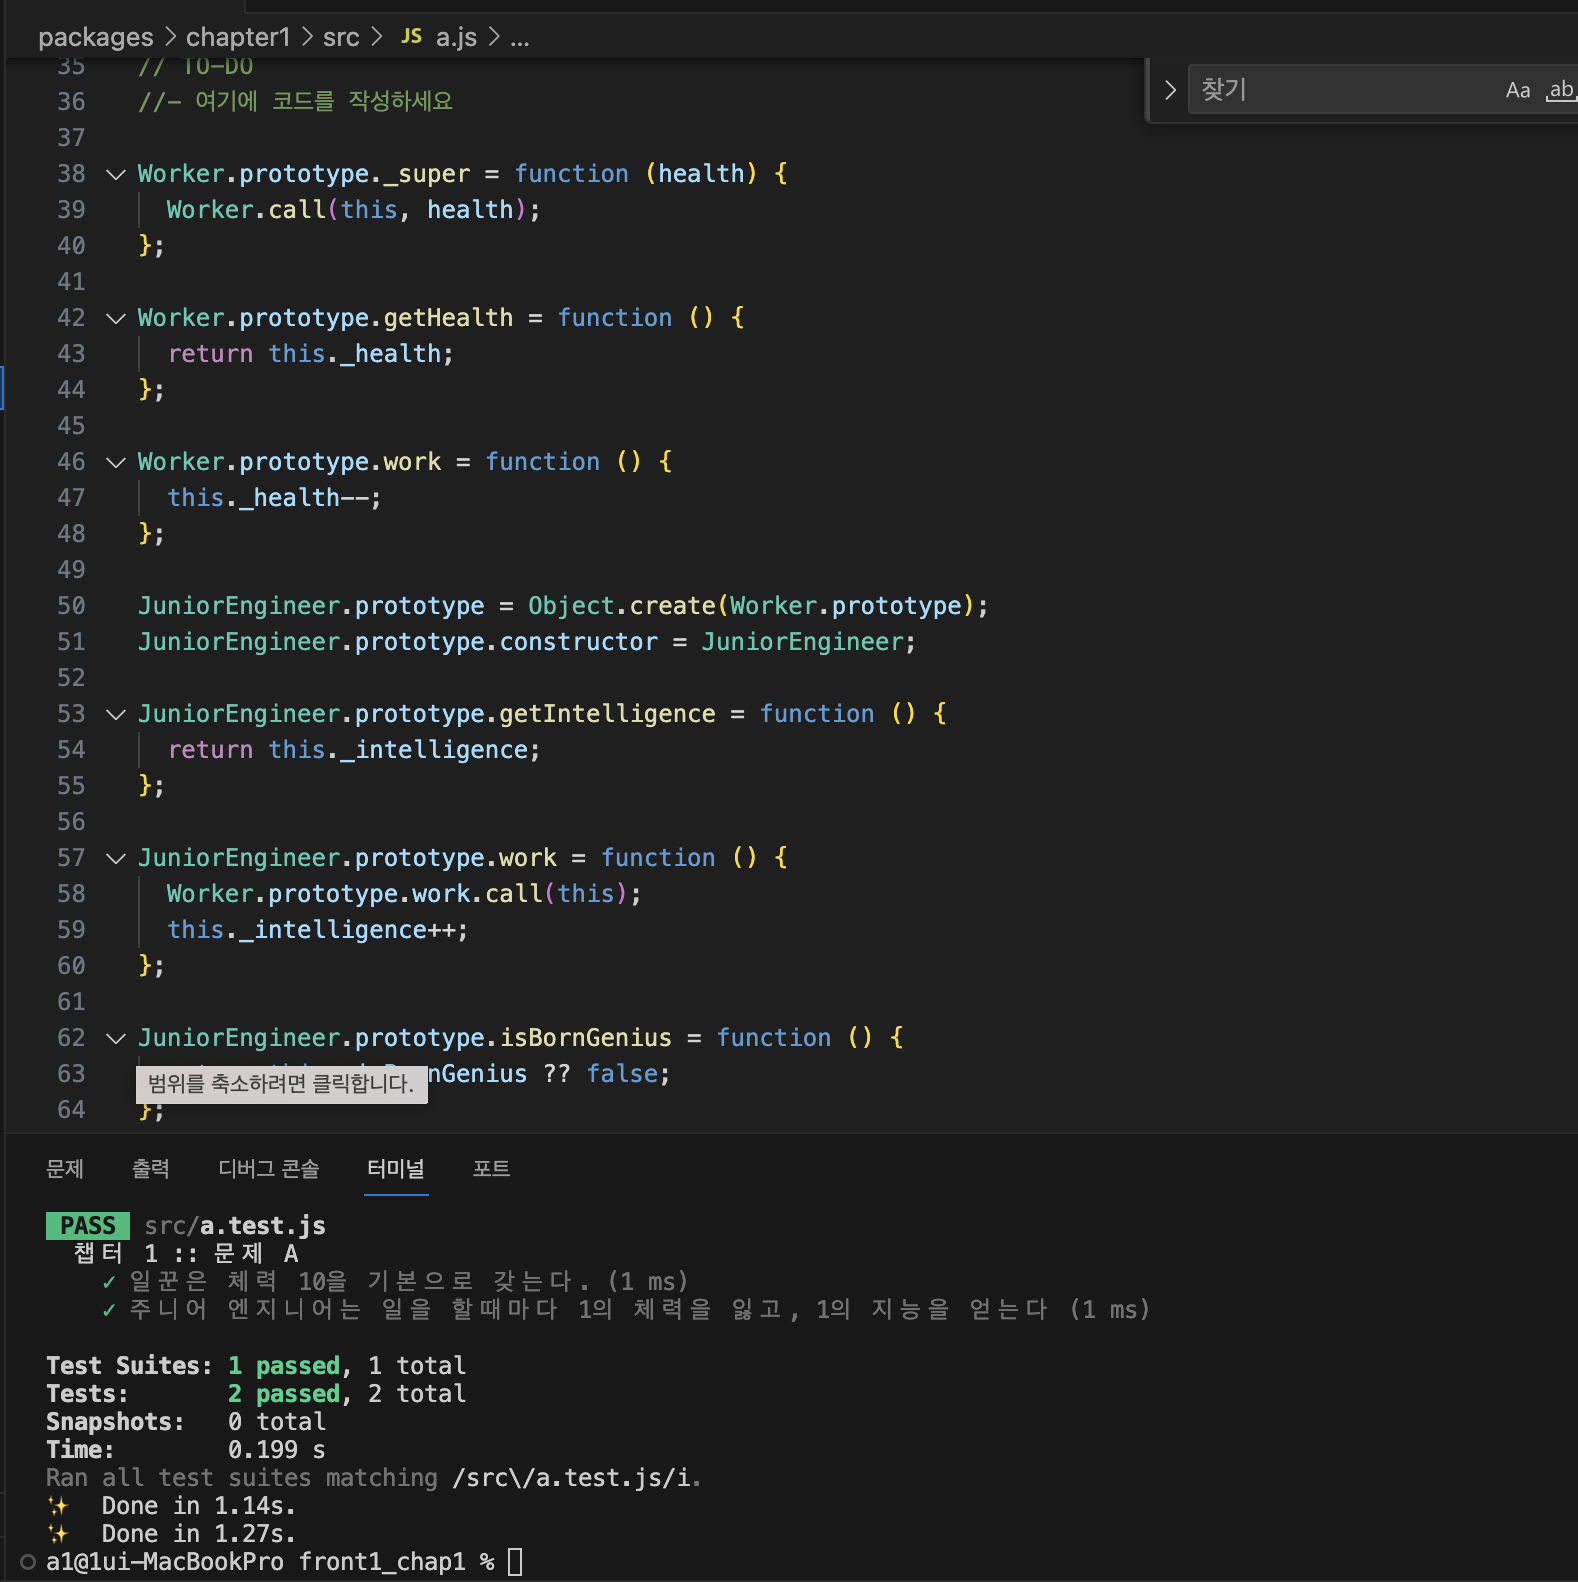 packages > chapter1 > src > JS a.js > ...
찾기 Aa ab
35 // TO-DO
36 //- 여기에 코드를 작성하세요
37
38 Worker.prototype._super = function (health) {
39 Worker.call(this, health);
40 };
41
42 Worker.prototype.getHealth = function () {
43 return this._health;
44 };
45
46 Worker.prototype.work = function () {
47 this._health--;
48 };
49
50 JuniorEngineer.prototype = Object.create(Worker.prototype);
51 JuniorEngineer.prototype.constructor = JuniorEngineer;
52
53 JuniorEngineer.prototype.getIntelligence = function () {
54 return this._intelligence;
55 };
56
57 JuniorEngineer.prototype.work = function () {
58 Worker.prototype.work.call(this);
59 this._intelligence++;
60 };
61
62 JuniorEngineer.prototype.isBornGenius = function () {
63 nGenius ?? false;
범위를 축소하려면 클릭합니다.
64 };
문제 출력 디버그 콘솔 터미널 포트
PASS src/a.test.js
챕터 1 :: 문제 A
✓ 일꾼은 체력 10을 기본으로 갖는다. (1 ms)
✓ 주니어 엔지니어는 일을 할때마다 1의 체력을 잃고, 1의 지능을 얻는다 (1 ms)
Test Suites: 1 passed, 1 total
Tests: 2 passed, 2 total
Snapshots: 0 total
Time: 0.199 s
Ran all test suites matching /src\/a.test.js/i.
✨ Done in 1.14s.
✨ Done in 1.27s.
a1@1ui-MacBookPro front1_chap1 %